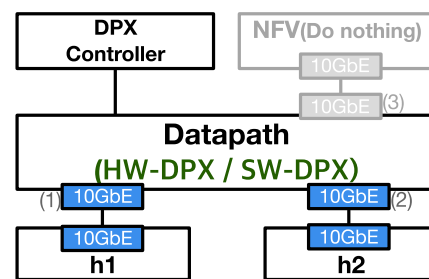 DPX
Controller
NFV(Do nothing)
10GbE
10GbE
(3)
Datapath
(HW-DPX / SW-DPX)
(1)
10GbE
10GbE
(2)
10GbE
10GbE
h1
h2